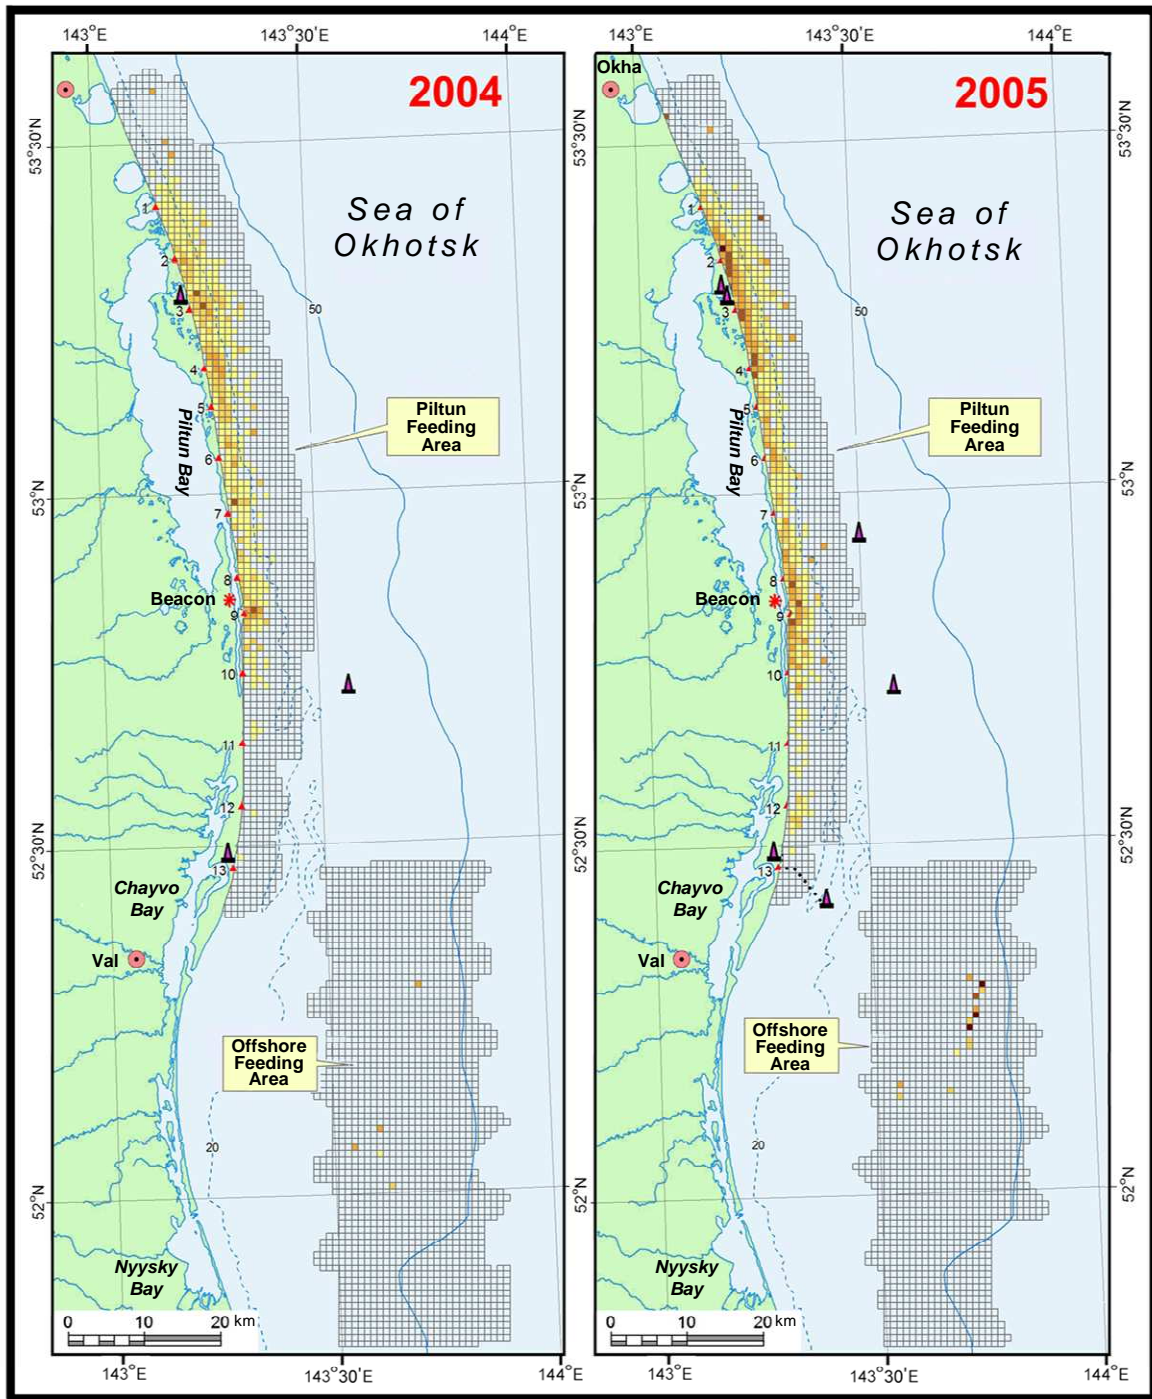 143°E
143°30'E
144°E
143°E
143°30'E
144°E
2004
Okha
2005
53°30'N
53°30'N
53°30'N
Sea of
Okhotsk
Sea of
Okhotsk
1
2
3
4
5
6
7
8
9
10
11
12
13
1
2
3
4
5
6
7
8
9
10
11
12
13
50
50
Piltun
Feeding
Area
Piltun
Feeding
Area
Piltun Bay
Piltun Bay
53°N
53°N
53°N
Beacon
Beacon
52°30'N
52°30'N
52°30'N
Chayvo
Bay
Chayvo
Bay
Val
Val
Offshore
Feeding
Area
Offshore
Feeding
Area
20
20
52°N
52°N
52°N
Nyysky
Bay
Nyysky
Bay
0 10 20 km
0 10 20 km
143°E
143°30'E
144°E
143°E
143°30'E
144°E